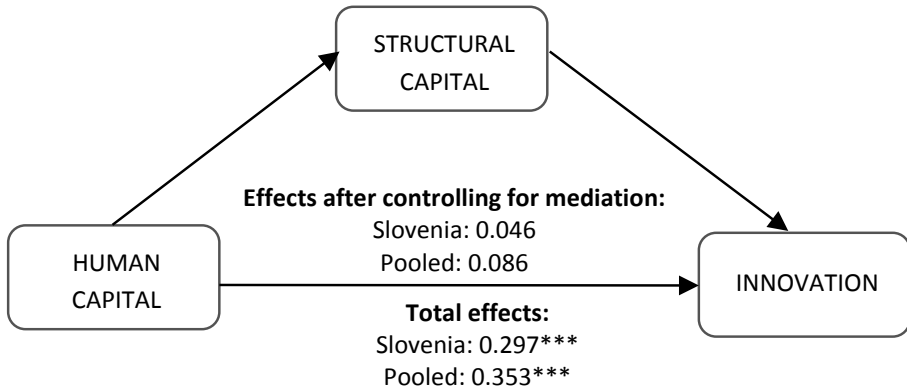 STRUCTURAL
CAPITAL
Effects after controlling for mediation:
Slovenia: 0.046
Pooled: 0.086
HUMAN
CAPITAL
INNOVATION
Total effects:
Slovenia: 0.297***
Pooled: 0.353***